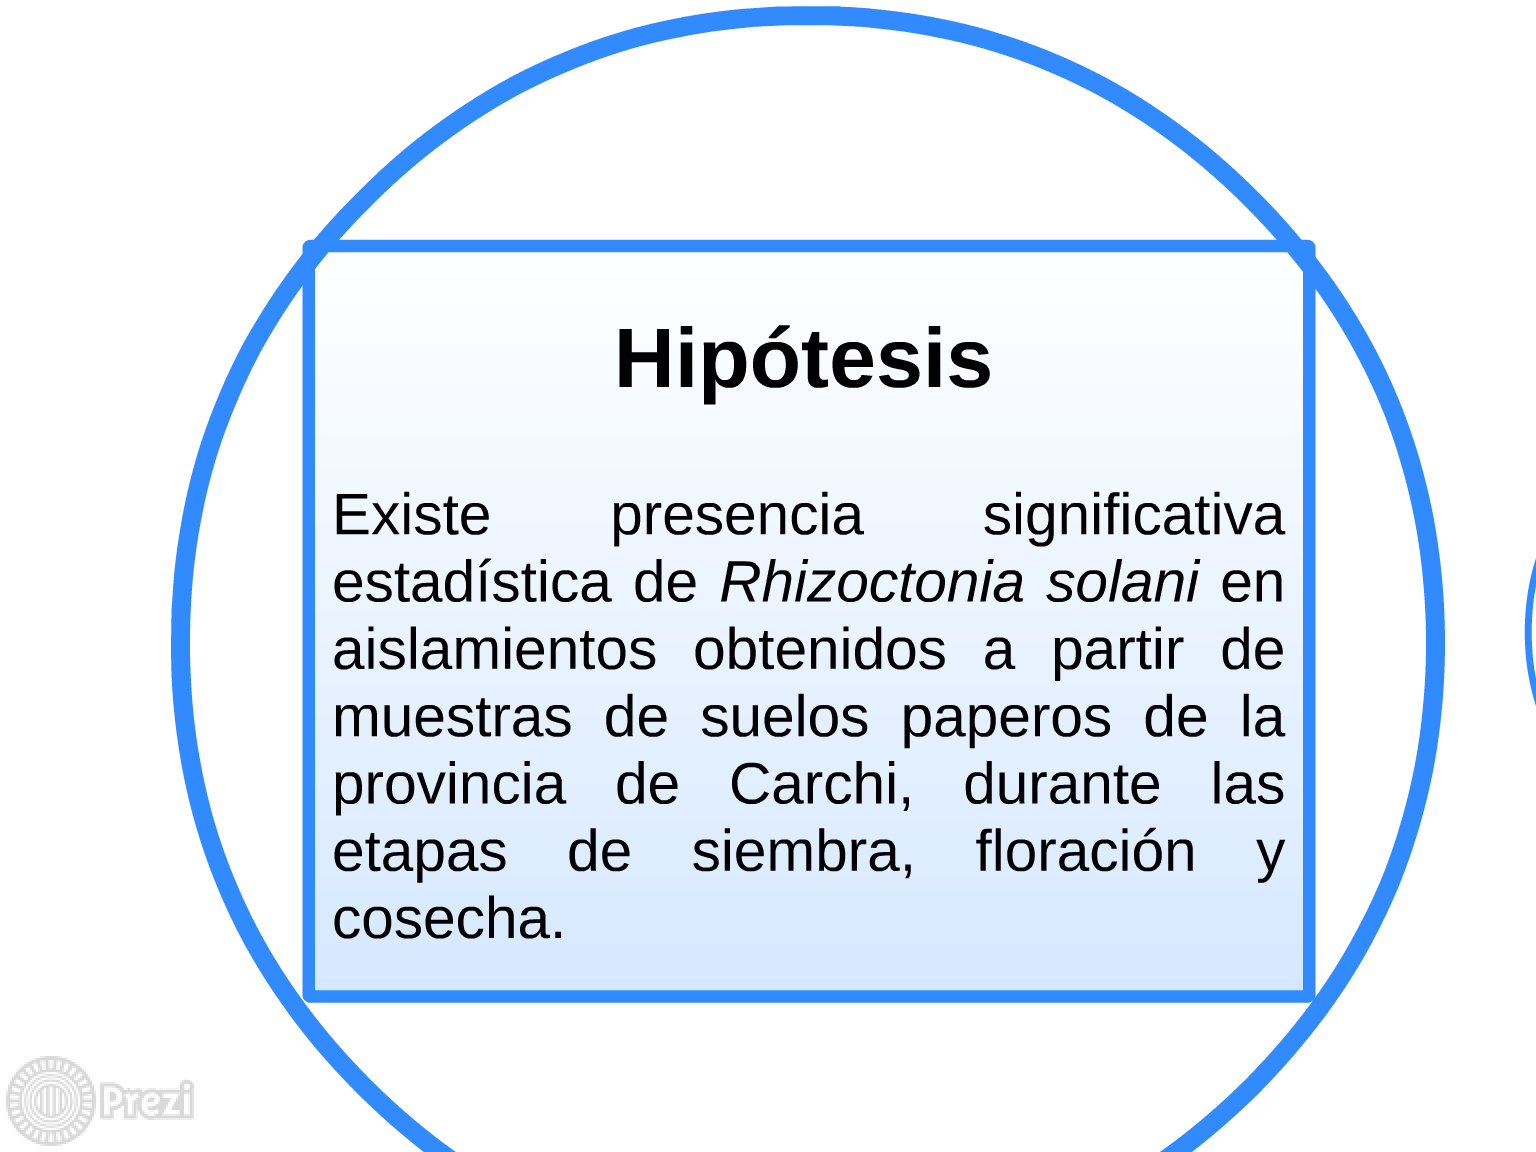 Hipótesis
Existe presencia significativa
estadística de Rhizoctonia solani en
aislamientos obtenidos a partir de
muestras de suelos paperos de la
provincia de Carchi, durante las
etapas de siembra, floración y
cosecha.
Prezi